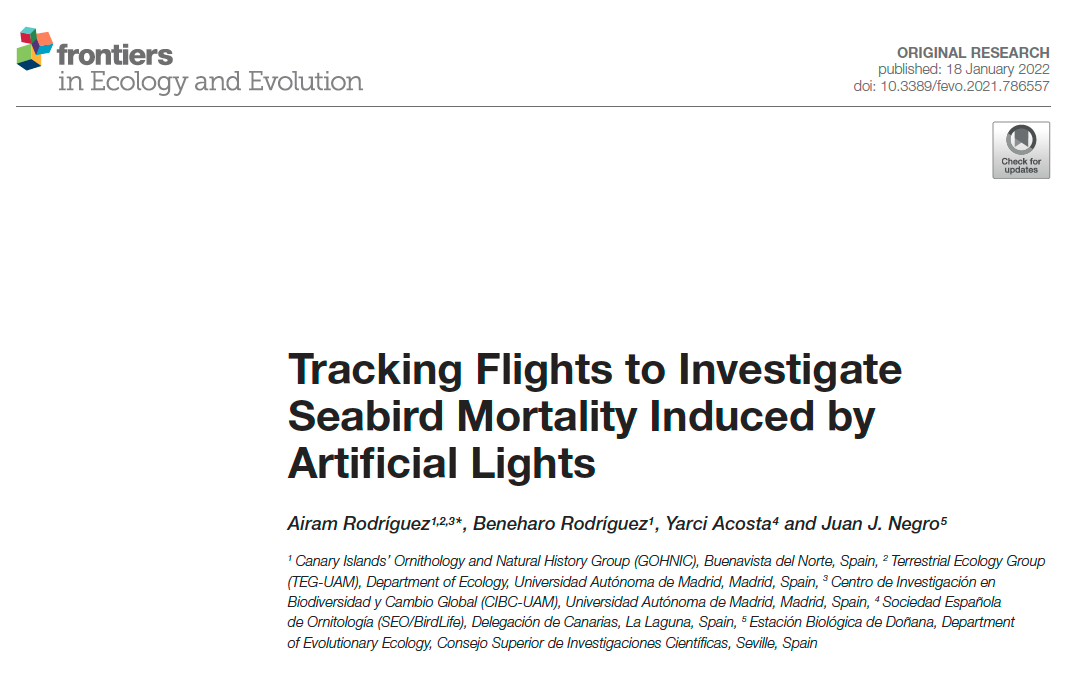 frontiers
in Ecology and Evolution
ORIGINAL RESEARCH
published: 18 January 2022
doi: 10.3389/fevo.2021.786557
Check for
updates
Tracking Flights to Investigate
Seabird Mortality Induced by
Artificial Lights
Airam Rodríguez1,2,3*, Beneharo Rodríguez1, Yarci Acosta4 and Juan J. Negro5
1 Canary Islands’ Ornithology and Natural History Group (GOHNIC), Buenavista del Norte, Spain, 2 Terrestrial Ecology Group
(TEG-UAM), Department of Ecology, Universidad Autónoma de Madrid, Madrid, Spain, 3 Centro de Investigación en
Biodiversidad y Cambio Global (CIBC-UAM), Universidad Autónoma de Madrid, Madrid, Spain, 4 Sociedad Española
de Ornitología (SEO/BirdLife), Delegación de Canarias, La Laguna, Spain, 5 Estación Biológica de Doñana, Department
of Evolutionary Ecology, Consejo Superior de Investigaciones Científicas, Seville, Spain